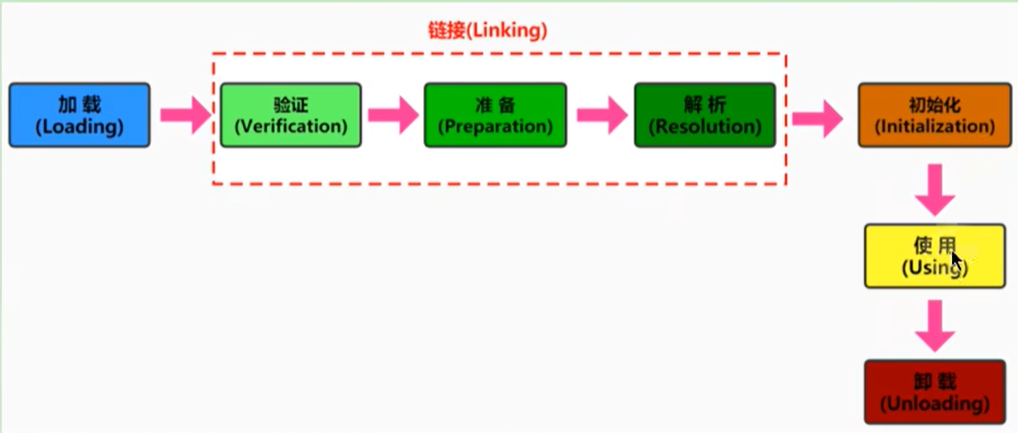 链接(Linking)
加 载
(Loading)
验证
(Verification)
准 备
(Preparation)
解 析
(Resolution)
初始化
(Initialization)
使 用
(Using)
卸 载
(Unloading)